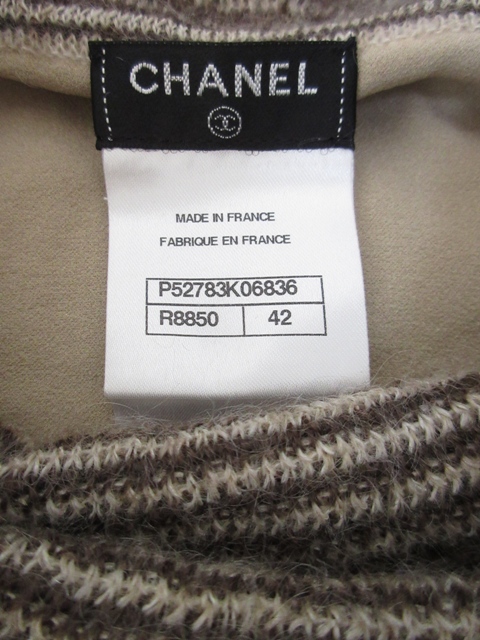 CHANEL
MADE IN FRANCE
FABRIQUE EN FRANCE
P52783K06836
R8850 42